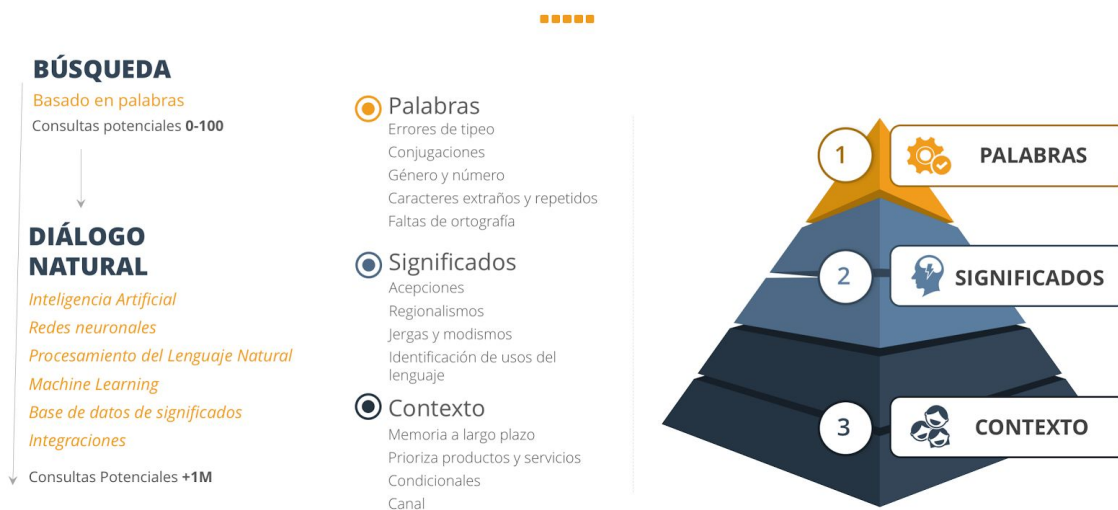 BÚSQUEDA
Basado en palabras
Consultas potenciales 0-100
DIÁLOGO
NATURAL
Inteligencia Artificial
Redes neuronales
Procesamiento del Lenguaje Natural
Machine Learning
Base de datos de significados
Integraciones
Consultas Potenciales +1M
Palabras
Errores de tipeo
Conjugaciones
Género y número
Caracteres extraños y repetidos
Faltas de ortografía
Significados
Acepciones
Regionalismos
Jergas y modismos
Identificación de usos del
lenguaje
Contexto
Memoria a largo plazo
Prioriza productos y servicios
Condicionales
Canal
1 PALABRAS
2 SIGNIFICADOS
3 CONTEXTO